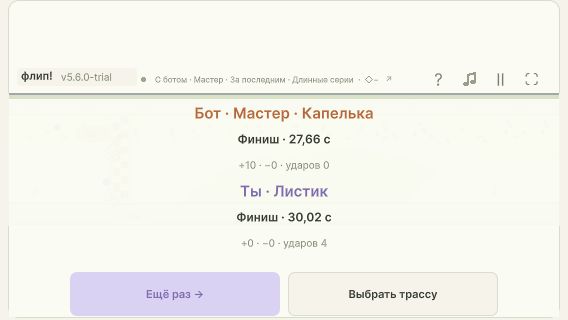 флип! v5.6.0-trial
С ботом · Мастер · За последним · Длинные серии · ◇− ↗
?
Бот · Мастер · Капелька
Финиш · 27,66 с
+10 · −0 · ударов 0
Ты · Листик
Финиш · 30,02 с
+0 · −0 · ударов 4
Ещё раз →
Выбрать трассу